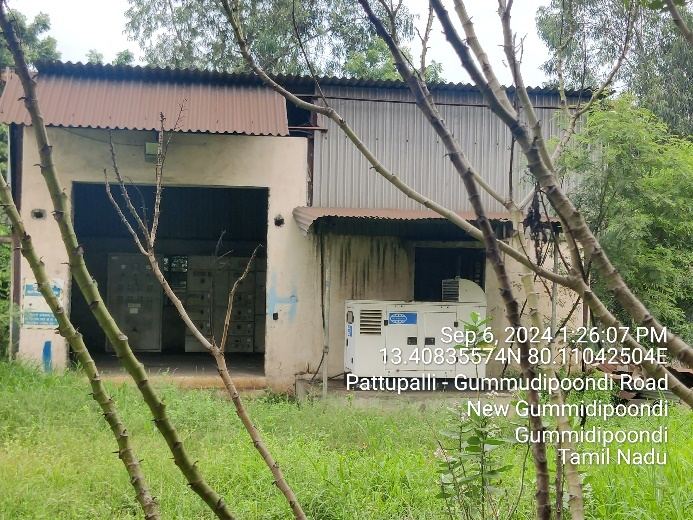 Sep 6, 2024 1:26:07 PM
13.40835574N 80.11042504E
Pattupalli - Gummudipoondi Road
New Gummidipoondi
Gummidipoondi
Tamil Nadu